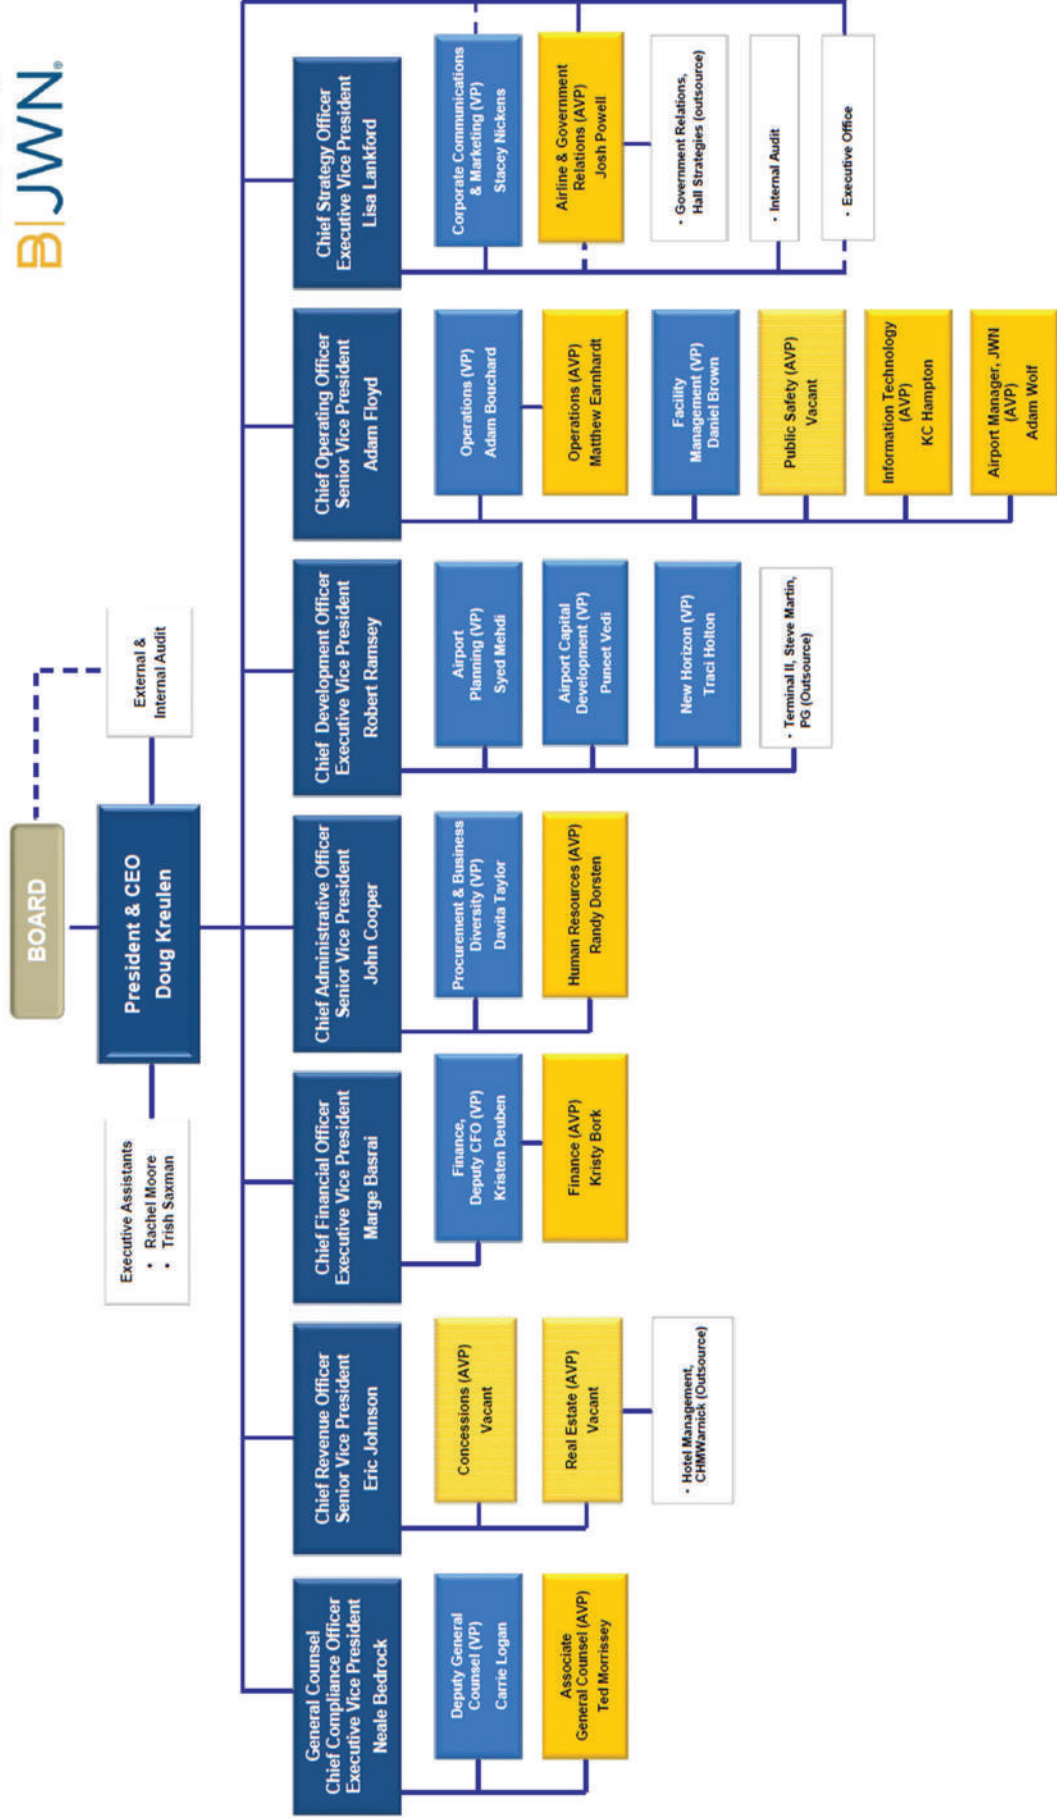 B|JWN®
BOARD
President & CEO
Doug Kreulen
Executive Assistants
• Rachel Moore
• Trish Saxman
External &
Internal Audit
General Counsel
Chief Compliance Officer
Executive Vice President
Neale Bedrock
Deputy General
Counsel (VP)
Carrie Logan
Associate
General Counsel (AVP)
Ted Morrissey
Chief Revenue Officer
Senior Vice President
Eric Johnson
Concessions (AVP)
Vacant
Real Estate (AVP)
Vacant
• Hotel Management,
CHMWarnick (Outsource)
Chief Financial Officer
Executive Vice President
Marge Basrai
Finance,
Deputy CFO (VP)
Kristen Deuben
Finance (AVP)
Kristy Bork
Chief Administrative Officer
Senior Vice President
John Cooper
Procurement & Business
Diversity (VP)
Davita Taylor
Human Resources (AVP)
Randy Dorsten
Chief Development Officer
Executive Vice President
Robert Ramsey
Airport
Planning (VP)
Syed Mehdi
Airport Capital
Development (VP)
Puneet Vedi
New Horizon (VP)
Traci Holton
• Terminal II, Steve Martin,
PG (Outsource)
Chief Operating Officer
Senior Vice President
Adam Floyd
Operations (VP)
Adam Bouchard
Operations (AVP)
Matthew Earnhardt
Facility
Management (VP)
Daniel Brown
Public Safety (AVP)
Vacant
Information Technology
(AVP)
KC Hampton
Airport Manager, JWN
(AVP)
Adam Wolf
Chief Strategy Officer
Executive Vice President
Lisa Lankford
Corporate Communications
& Marketing (VP)
Stacey Nickens
Airline & Government
Relations (AVP)
Josh Powell
• Government Relations,
Hall Strategies (outsource)
• Internal Audit
• Executive Office